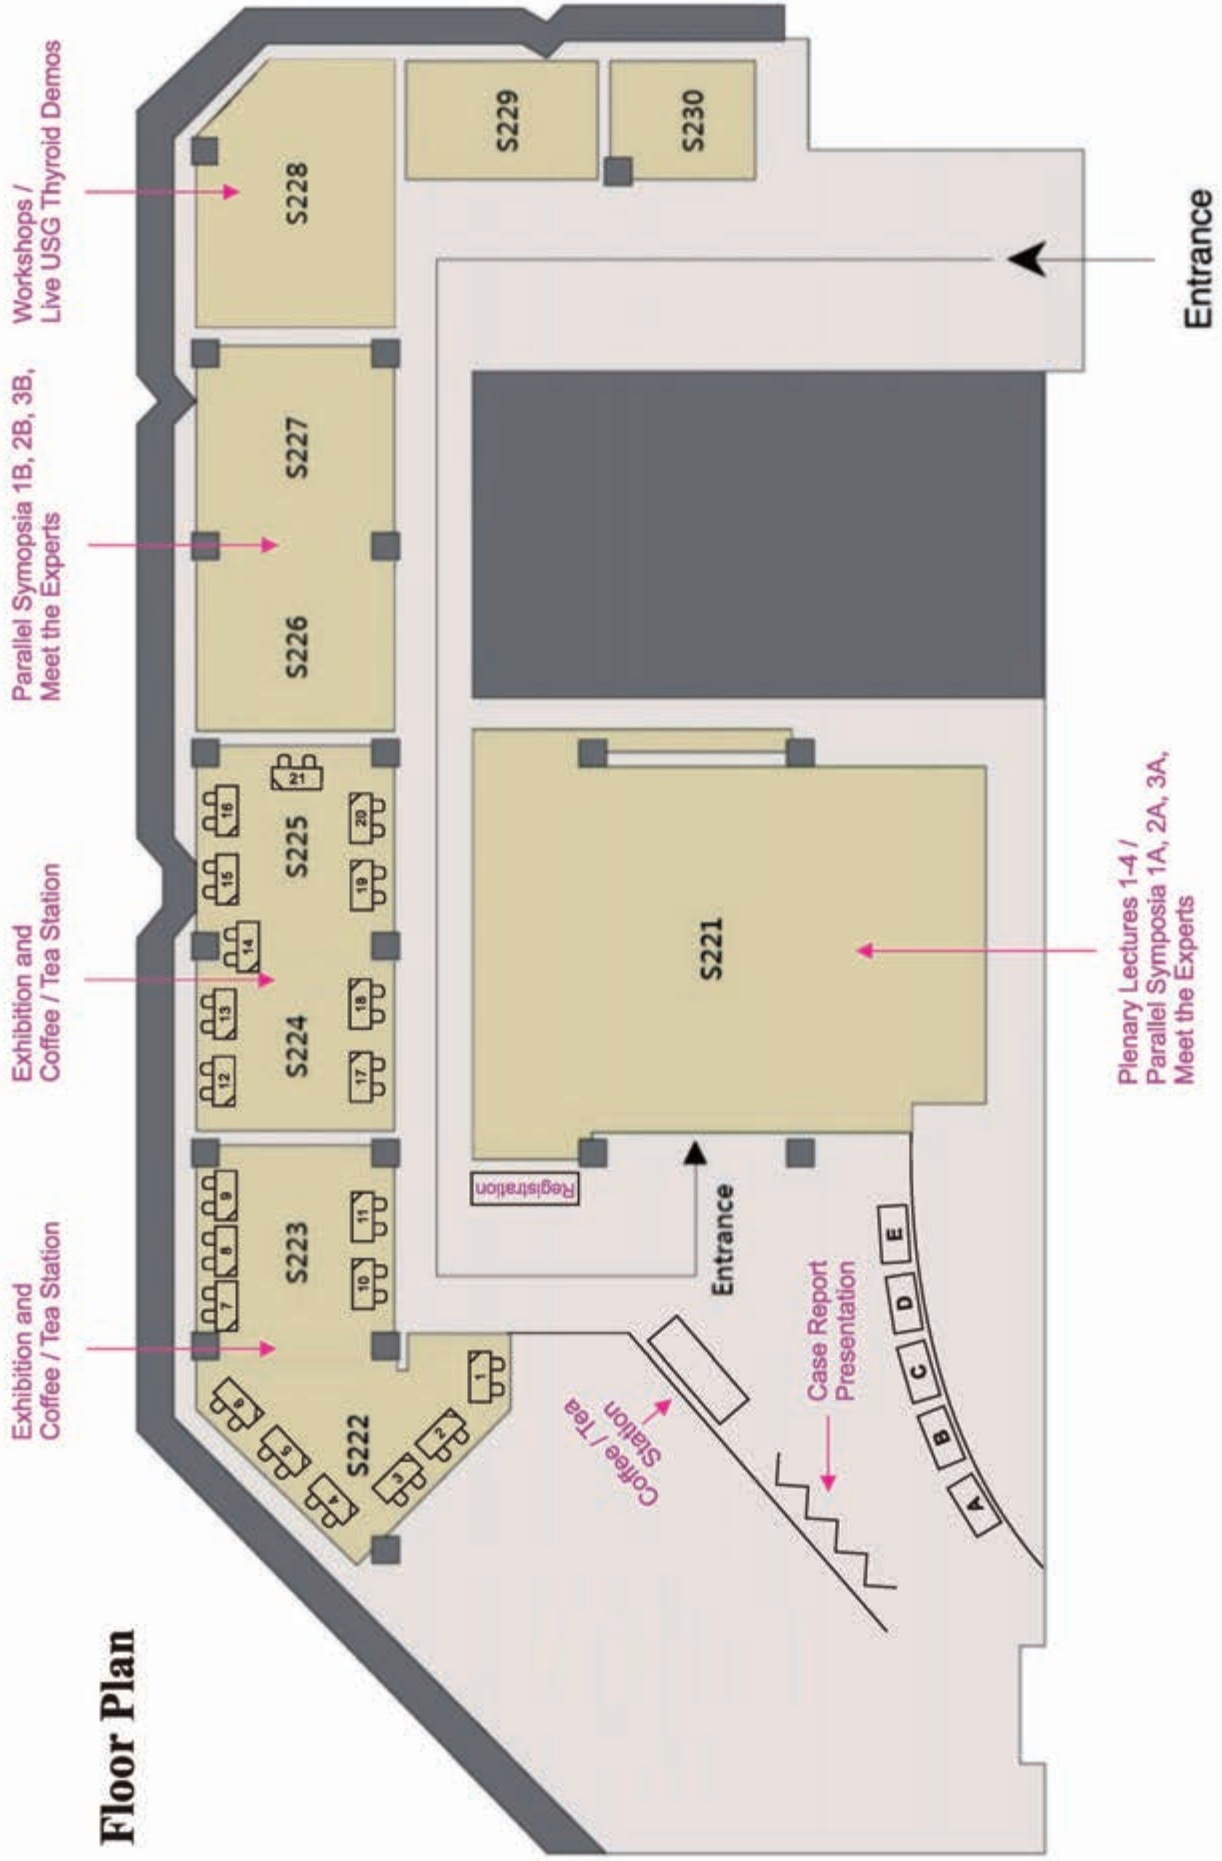 Floor Plan
Exhibition and
Coffee / Tea Station
Exhibition and
Coffee / Tea Station
Parallel Symopsia 1B, 2B, 3B,
Meet the Experts
Workshops /
Live USG Thyroid Demos
S222
S223
S224
S225
S226
S227
S228
S229
S230
1
2
3
4
5
6
7
8
9
10
11
12
13
14
15
16
17
18
19
20
21
Registration
S221
Entrance
Coffee / Tea
Station
Case Report
Presentation
A
B
C
D
E
Plenary Lectures 1-4 /
Parallel Symposia 1A, 2A, 3A,
Meet the Experts
Entrance